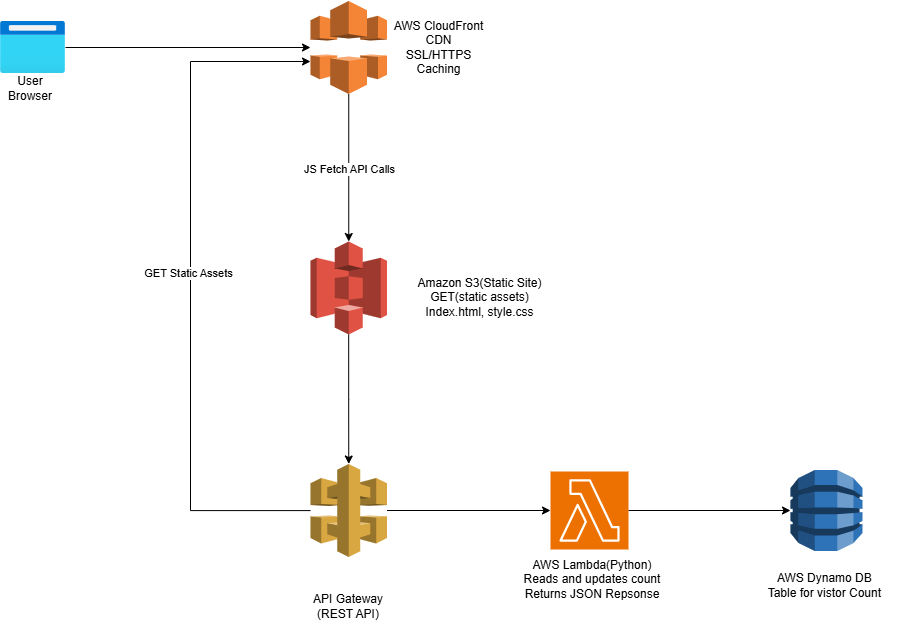 AWS CloudFront
CDN
SSL/HTTPS
Caching
User
Browser
JS Fetch API Calls
GET Static Assets
Amazon S3(Static Site)
GET(static assets)
Index.html, style.css
AWS Lambda(Python)
Reads and updates count
Returns JSON Repsonse
AWS Dynamo DB
Table for vistor Count
API Gateway
(REST API)